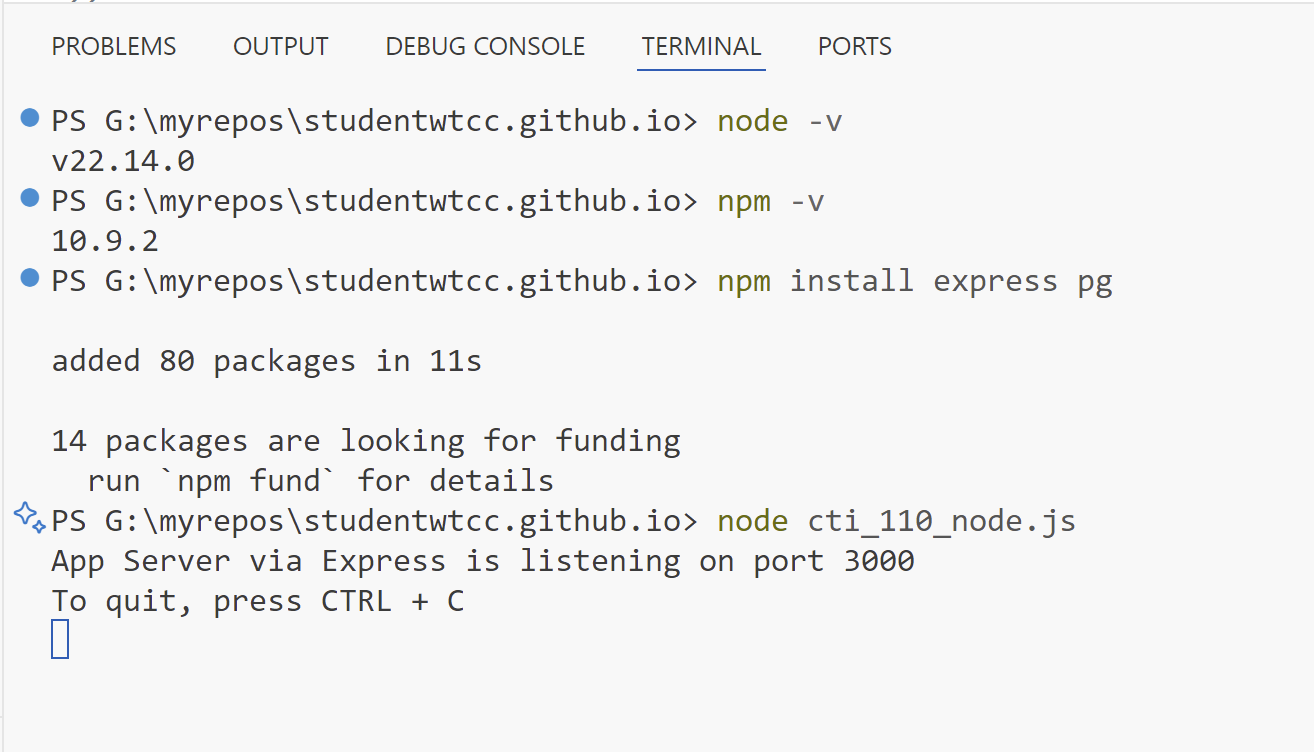 PROBLEMS OUTPUT DEBUG CONSOLE TERMINAL PORTS
PS G:\myrepos\studentwtcc.github.io> node -v
v22.14.0
PS G:\myrepos\studentwtcc.github.io> npm -v
10.9.2
PS G:\myrepos\studentwtcc.github.io> npm install express pg
added 80 packages in 11s
14 packages are looking for funding
run `npm fund` for details
PS G:\myrepos\studentwtcc.github.io> node cti_110_node.js
App Server via Express is listening on port 3000
To quit, press CTRL + C